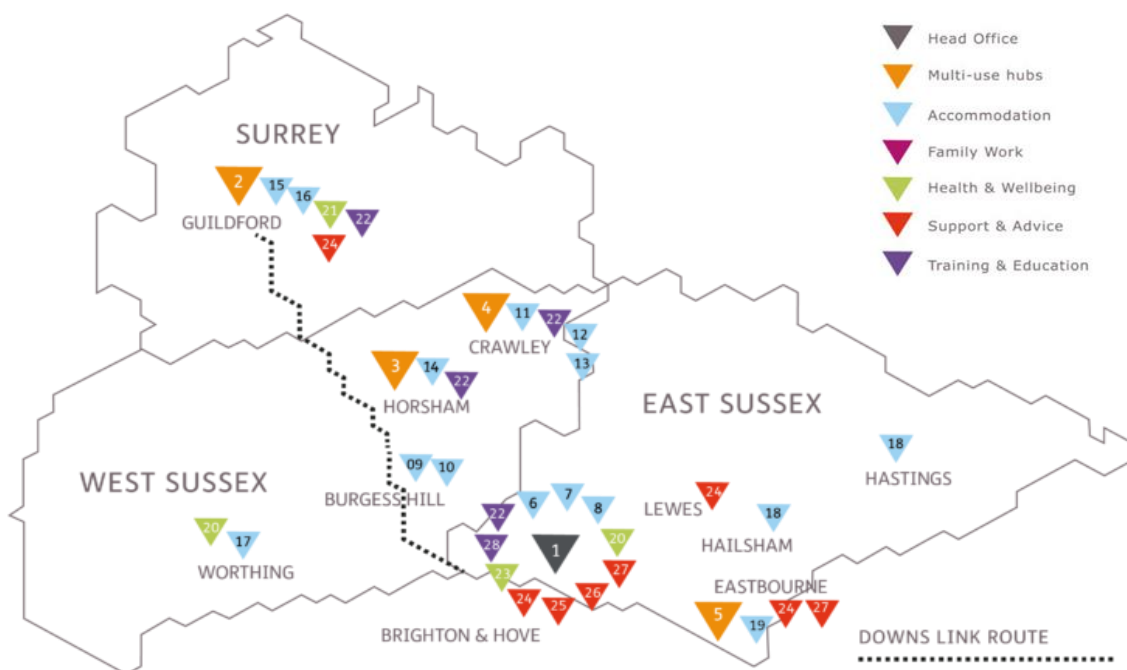 Head Office
Multi-use hubs
Accommodation
Family Work
Health & Wellbeing
Support & Advice
Training & Education
SURREY
2
15
16
21
22
GUILDFORD
24
4
11
22
12
CRAWLEY
13
3
14
22
HORSHAM
EAST SUSSEX
18
HASTINGS
WEST SUSSEX
09
10
BURGESS HILL
22
6
7
8
LEWES
24
18
HAILSHAM
20
17
WORTHING
28
1
20
23
27
24
25
26
BRIGHTON & HOVE
EASTBOURNE
5
19
24
27
DOWNS LINK ROUTE